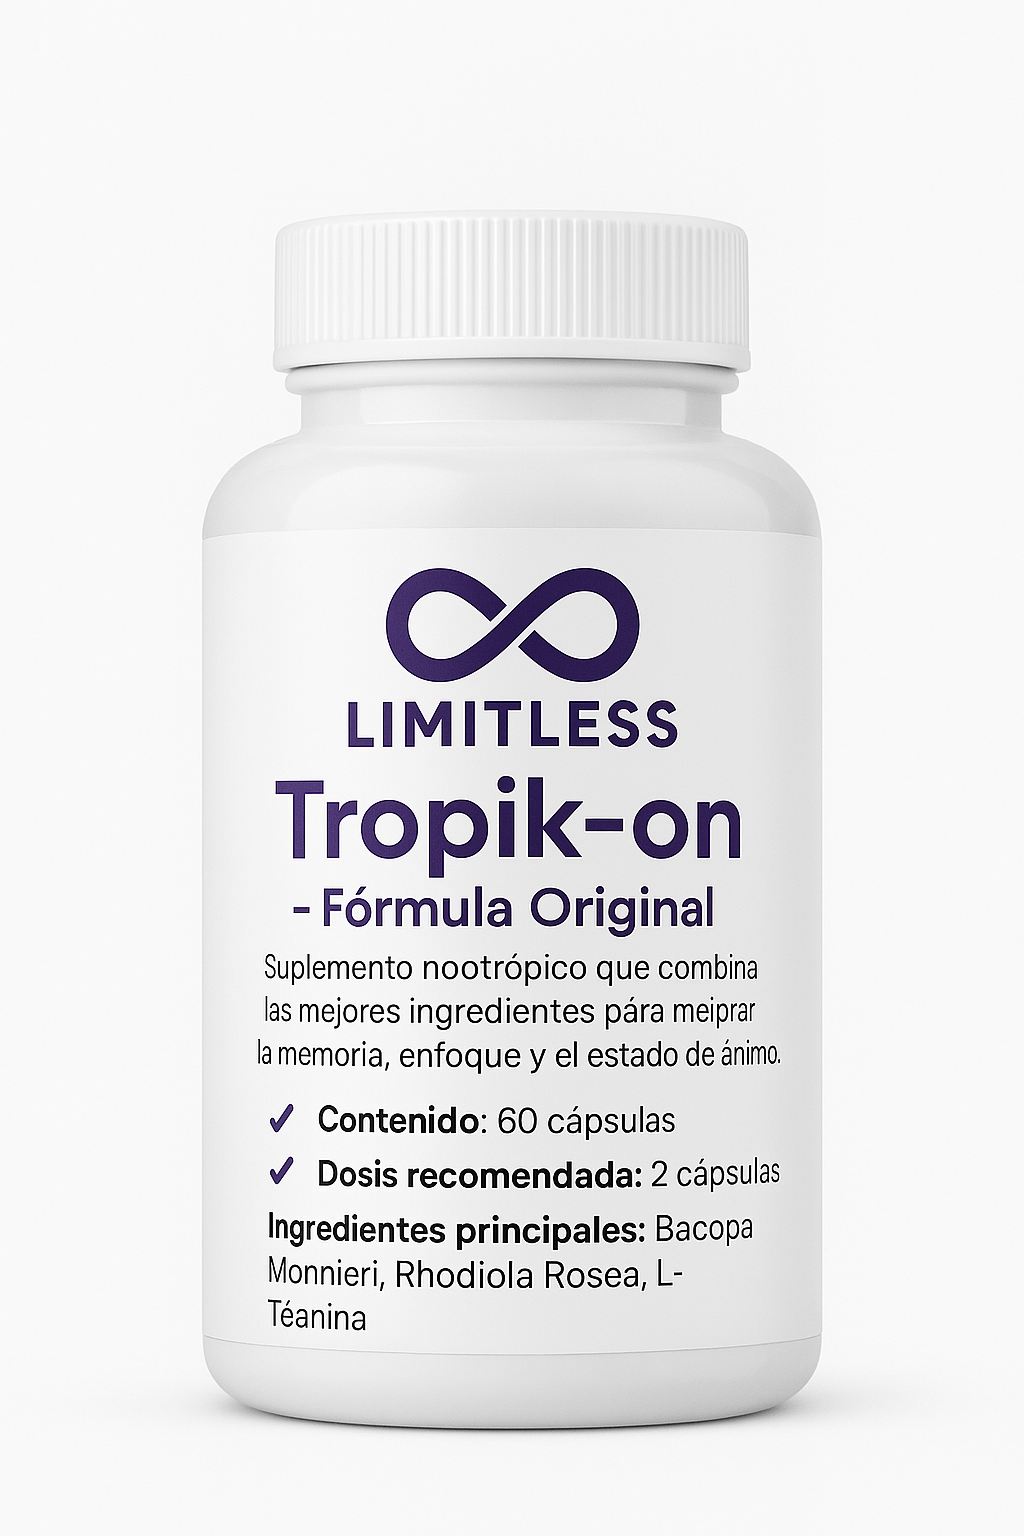 LIMITLESS
Tropik-on
- Fórmula Original
Suplemento nootrópico que combina
las mejores ingredientes pára meiprar
la memoria, enfoque y el estado de ánimo.
✓ Contenido: 60 cápsulas
✓ Dosis recomendada: 2 cápsulas
Ingredientes principales: Bacopa
Monnieri, Rhodiola Rosea, L-
Téanina